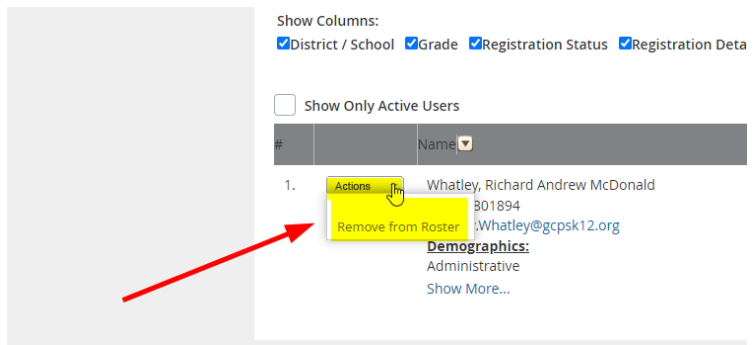 Show Columns:
District / School Grade Registration Status Registration Deta
Show Only Active Users
# Name
1. Actions Whatley, Richard Andrew McDonald
801894
Remove from Roster .Whatley@gcpsk12.org
Demographics:
Administrative
Show More...